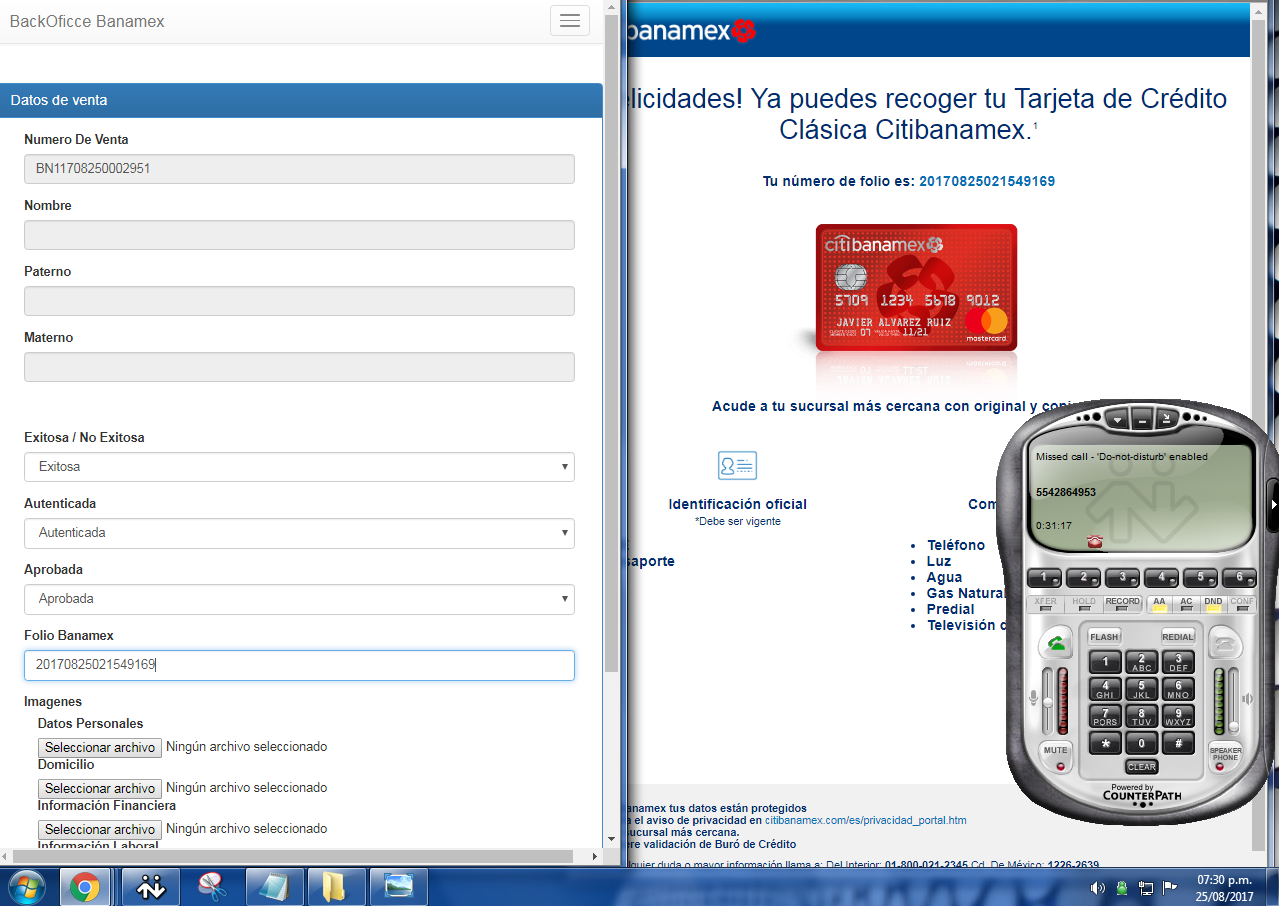 BackOficce Banamex
Datos de venta
Numero De Venta
BN11708250002951
Nombre
Paterno
Materno
Exitosa / No Exitosa
Exitosa
Autenticada
Autenticada
Aprobada
Aprobada
Folio Banamex
20170825021549169
Imagenes
Datos Personales
Seleccionar archivo Ningún archivo seleccionado
Domicilio
Seleccionar archivo Ningún archivo seleccionado
Información Financiera
Seleccionar archivo Ningún archivo seleccionado
Información Laboral
banamex
elicidades! Ya puedes recoger tu Tarjeta de Crédito
Clásica Citibanamex.1
Tu número de folio es: 20170825021549169
citibanamex
5709 1234 5678 9012
JAVIER ALVAREZ RUIZ
07 11/21
mastercard
Acude a tu sucursal más cercana con original y
Identificación oficial
*Debe ser vigente
saporte
Com
Teléfono
Luz
Agua
Gas Natural
Predial
Televisión
Missed call - 'Do-not-disturb' enabled
5542864953
0:31:17
1 2 3 4 5 6
XFER HOLD RECORD AA AC DND CONF
FLASH REDIAL
1 2 ABC 3 DEF
4 GHI 5 JKL 6 MNO
7 PQRS 8 TUV 9 WXYZ
* 0 #
MUTE
SPEAKER PHONE
CLEAR
Powered by
COUNTERPATH
anamex tus datos están protegidos
a el aviso de privacidad en citibanamex.com/es/privacidad_portal.htm
sucursal más cercana.
ere validación de Buró de Crédito
lquier duda o mayor información llama a: Del Interior: 01-800-021-2345 Cd. De México: 1226-2639
07:30 p.m.
25/08/2017